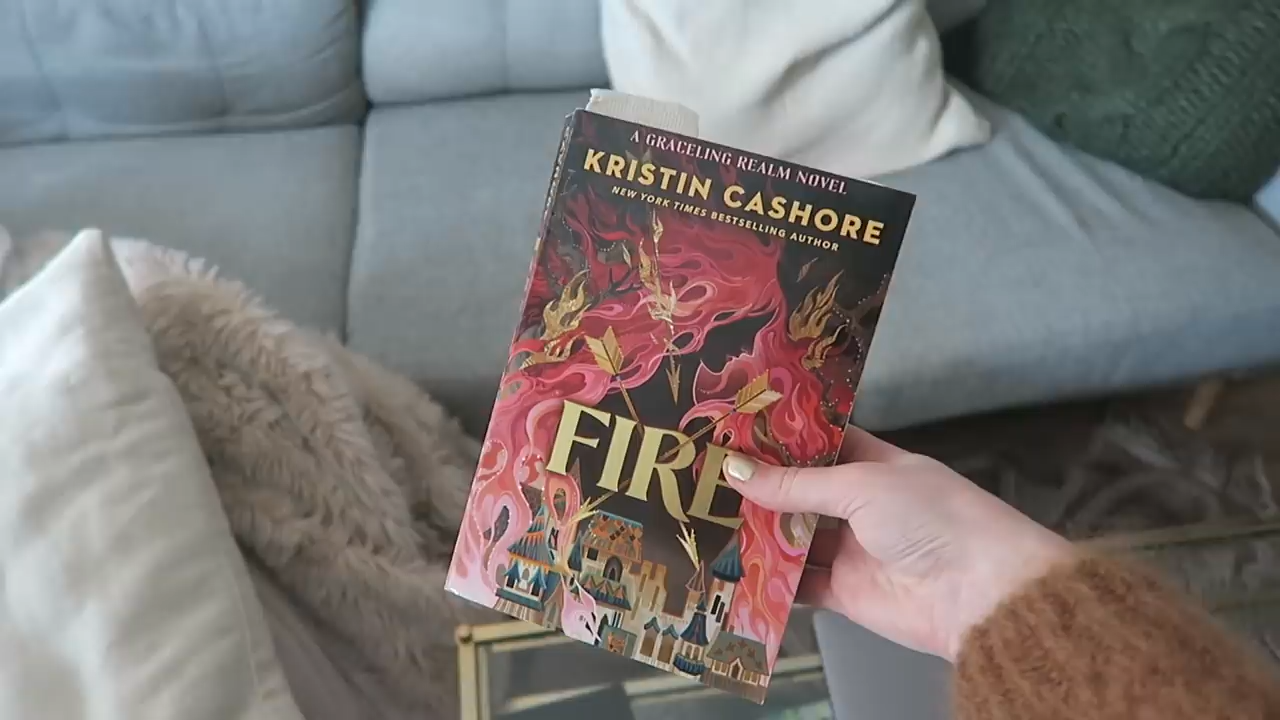 A GRACELING REALM NOVEL
KRISTIN CASHORE
NEW YORK TIMES BESTSELLING AUTHOR
FIRE